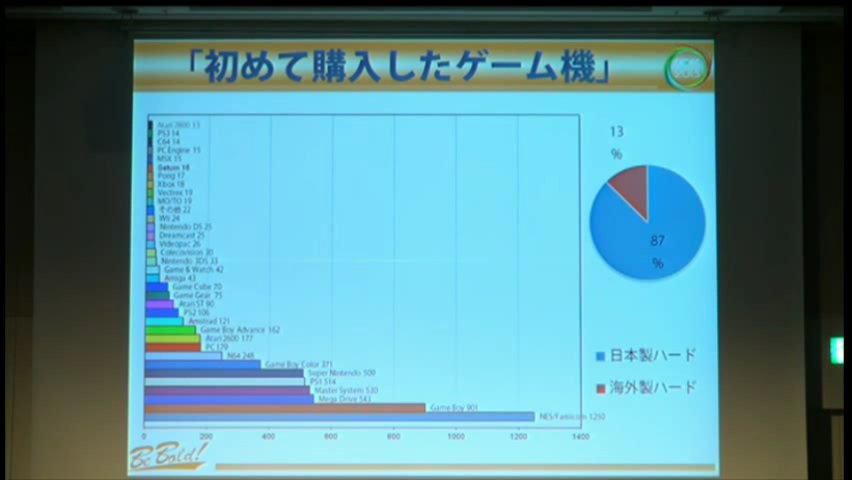 「初めて購入したゲーム機」
Atari 7800 13
PS3 14
C64 14
PC Engine 15
MSX 15
Saturn 16
Pong 17
Xbox 18
Vectrex 19
MO/TO 19
その他 22
Wii 24
Nintendo DS 25
Dreamcast 25
Videopac 26
Colecovision 30
Nintendo 3DS 33
Game & Watch 42
Amiga 43
Game Cube 70
Game Gear 75
Atari ST 90
PS2 106
Amstrad 121
Game Boy Advance 162
Atari 2600 177
PC 179
N64 248
Game Boy Color 371
Super Nintendo 509
PS1 514
Master System 530
Mega Drive 543
Game Boy 901
NES/Famicom 1250
0 200 400 600 800 1000 1200 1400
13
%
87
%
日本製ハード
海外製ハード
Be Bold!